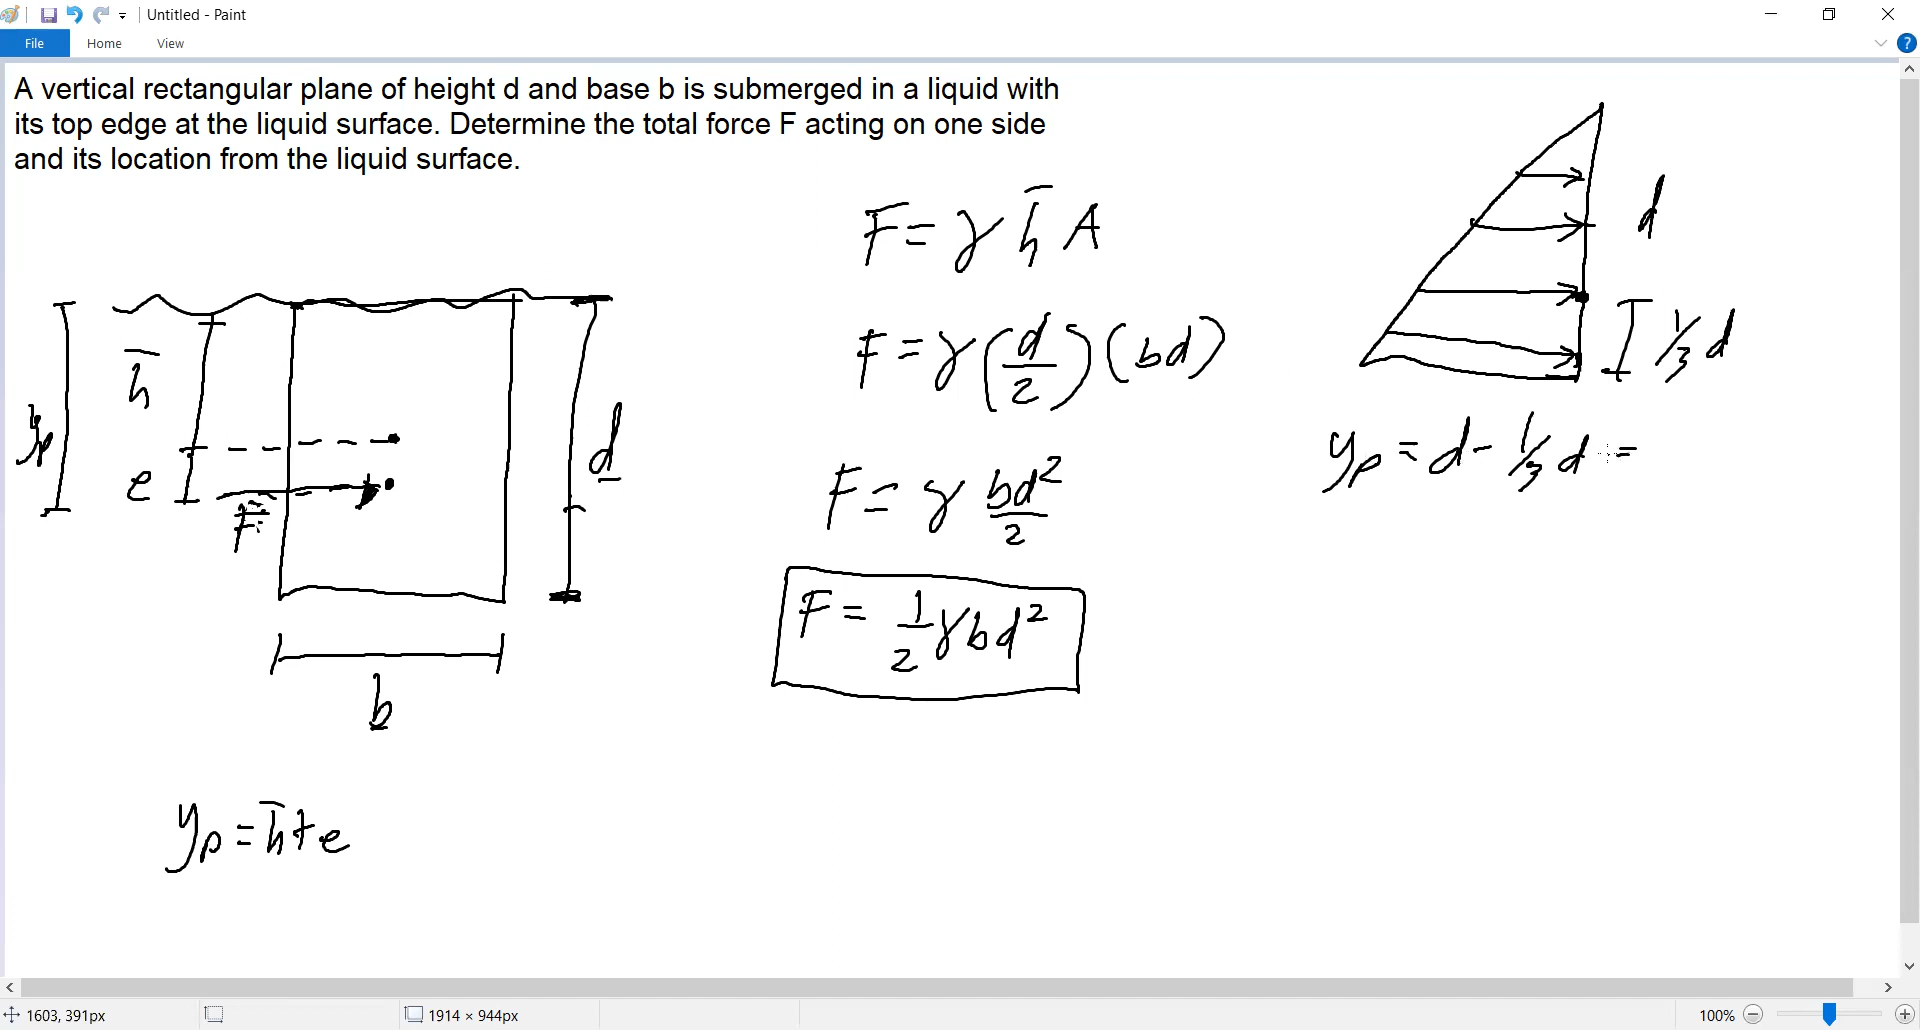 Untitled - Paint
File Home View
A vertical rectangular plane of height d and base b is submerged in a liquid with
its top edge at the liquid surface. Determine the total force F acting on one side
and its location from the liquid surface.
h̄
yp
e
F
d
b
yp = h̄ + e
F = γ h̄ A
F = γ (d/2) (bd)
F = γ bd²/2
F = 1/2 γbd²
d
1/3 d
yp = d - 1/3 d =
1603, 391px
1914 × 944px
100%